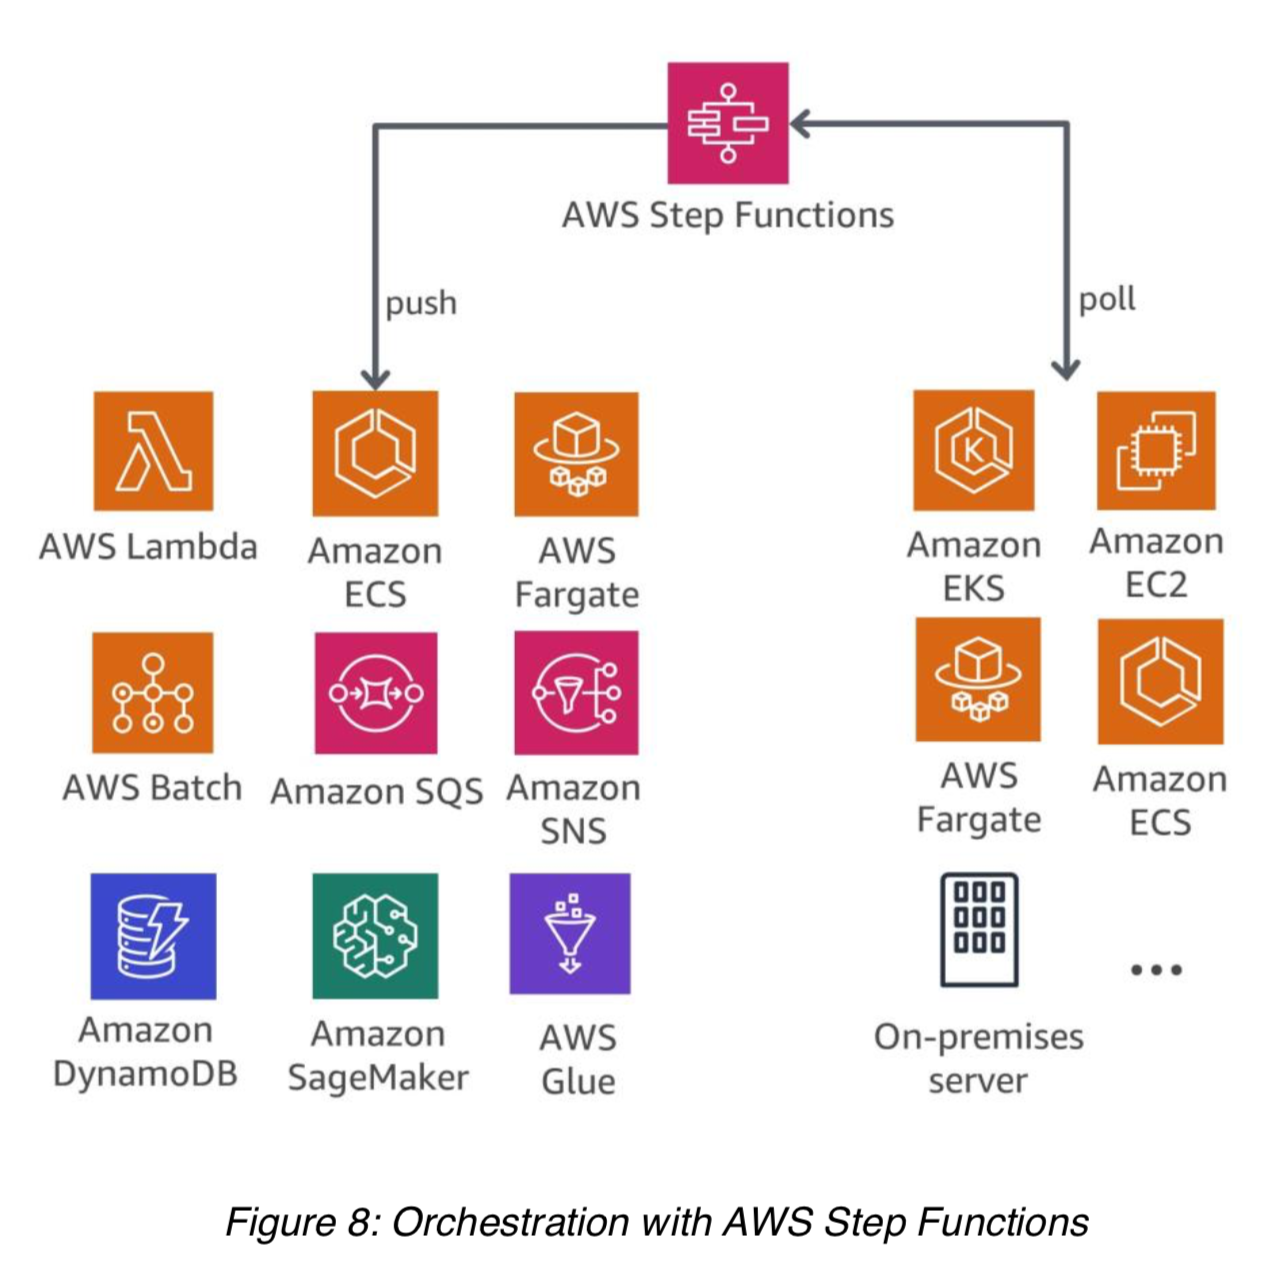 AWS Step Functions
push
poll
AWS Lambda
Amazon
ECS
AWS
Fargate
Amazon
EKS
Amazon
EC2
AWS Batch
Amazon SQS
Amazon
SNS
AWS
Fargate
Amazon
ECS
Amazon
DynamoDB
Amazon
SageMaker
AWS
Glue
On-premises
server
...
Figure 8: Orchestration with AWS Step Functions